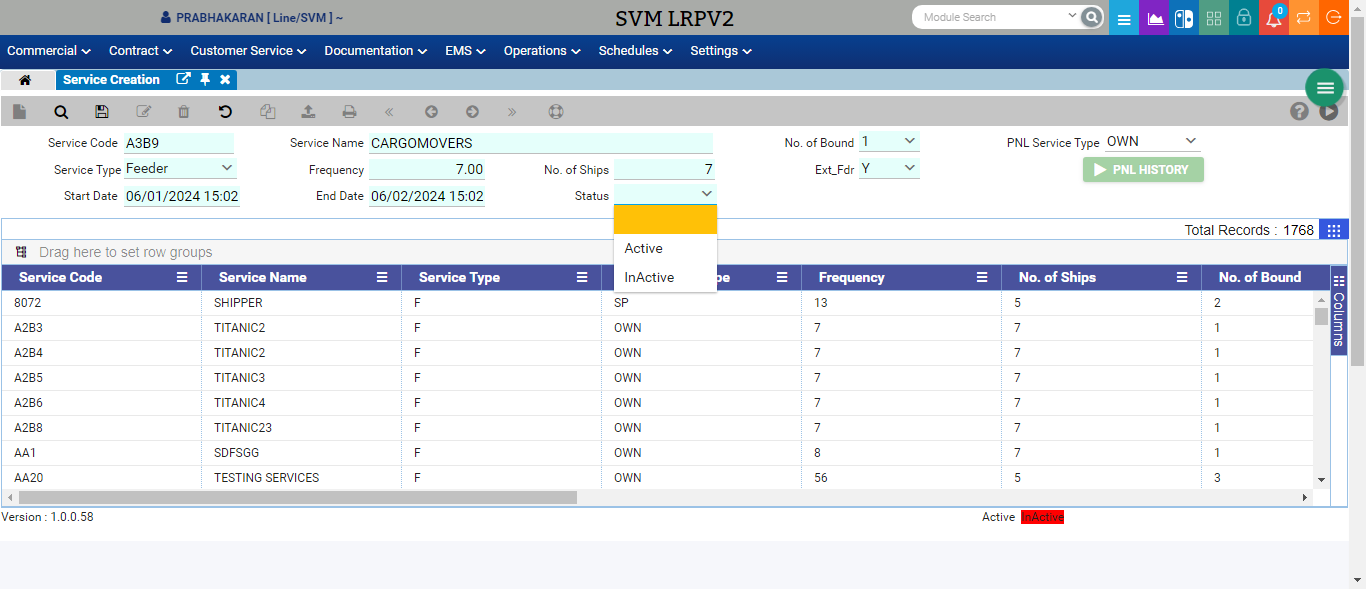 PRABHAKARAN [ Line/SVM ] ~
SVM LRPV2
Module Search
0
Commercial Contract Customer Service Documentation EMS Operations Schedules Settings
Service Creation
Service Code A3B9 Service Name CARGOMOVERS No. of Bound 1 PNL Service Type OWN
Service Type Feeder Frequency 7.00 No. of Ships 7 Ext_Fdr Y PNL HISTORY
Start Date 06/01/2024 15:02 End Date 06/02/2024 15:02 Status
Active
InActive
Total Records : 1768
Drag here to set row groups
Service Code Service Name Service Type Frequency No. of Ships No. of Bound
8072 SHIPPER F SP 13 5 2
A2B3 TITANIC2 F OWN 7 7 1
A2B4 TITANIC2 F OWN 7 7 1
A2B5 TITANIC3 F OWN 7 7 1
A2B6 TITANIC4 F OWN 7 7 1
A2B8 TITANIC23 F OWN 7 7 1
AA1 SDFSGG F OWN 8 7 1
AA20 TESTING SERVICES F OWN 56 5 3
Columns
Version : 1.0.0.58
Active InActive